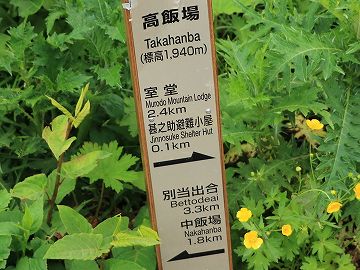 高飯場
Takahanba
(標高1,940m)
室堂
Murodo Mountain Lodge
2.4km
甚之助避難小屋
Jinnosuke Shelter Hut
0.1km
別当出合
Bettodeai
3.3km
中飯場
Nakahanba
1.8km